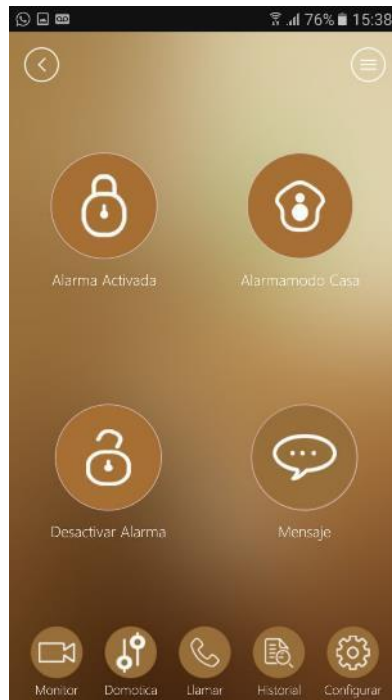 76% 15:38
Alarma Activada
Alarmamodo Casa
Desactivar Alarma
Mensaje
Monitor
Domotica
Llamar
Historial
Configurar